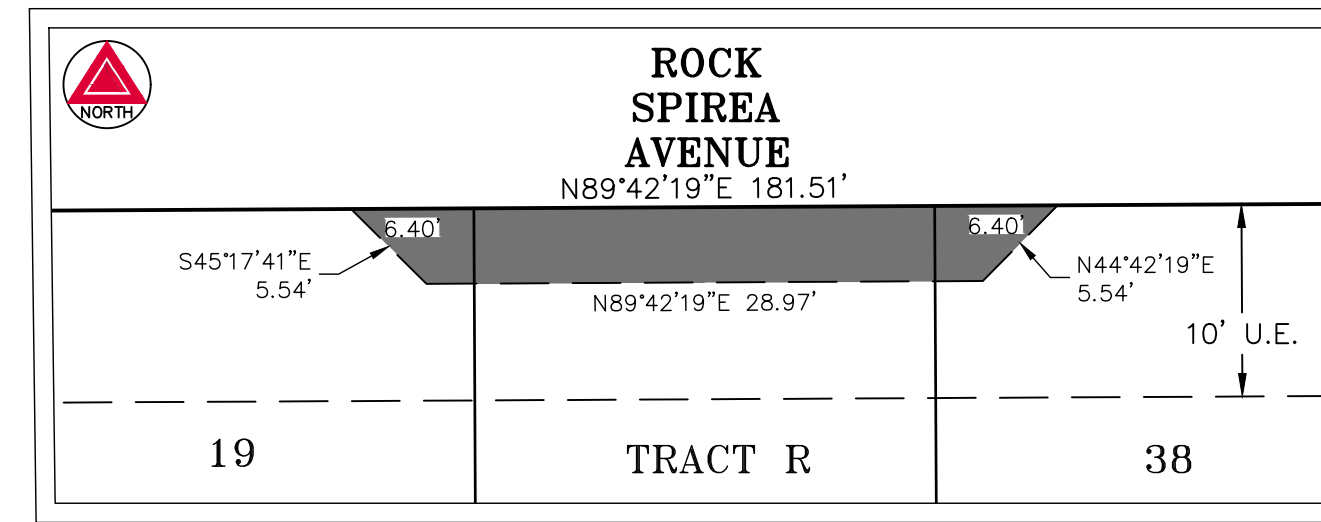 NORTH
ROCK
SPIREA
AVENUE
N89°42'19"E 181.51'
6.40'
6.40'
S45°17'41"E
5.54'
N44°42'19"E
5.54'
N89°42'19"E 28.97'
10' U.E.
19
TRACT R
38